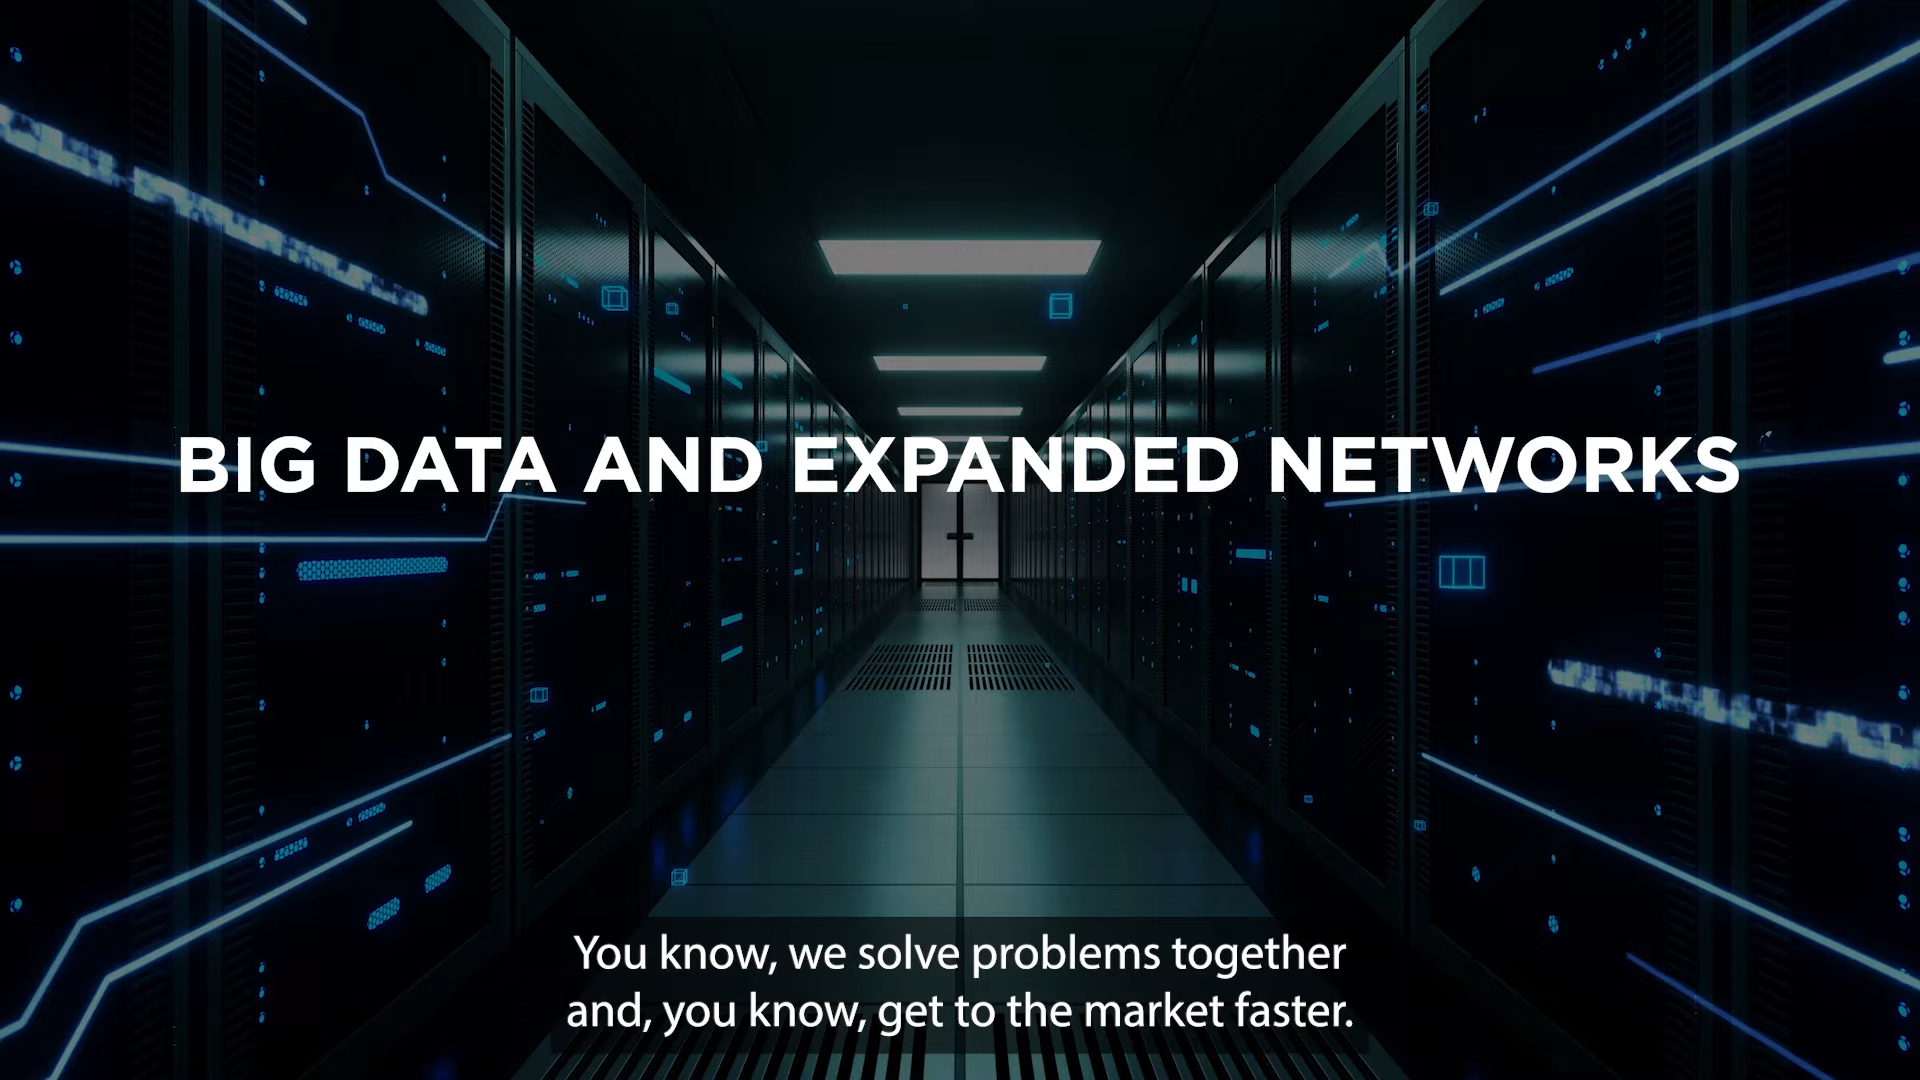 BIG DATA AND EXPANDED NETWORKS
You know, we solve problems together
and, you know, get to the market faster.